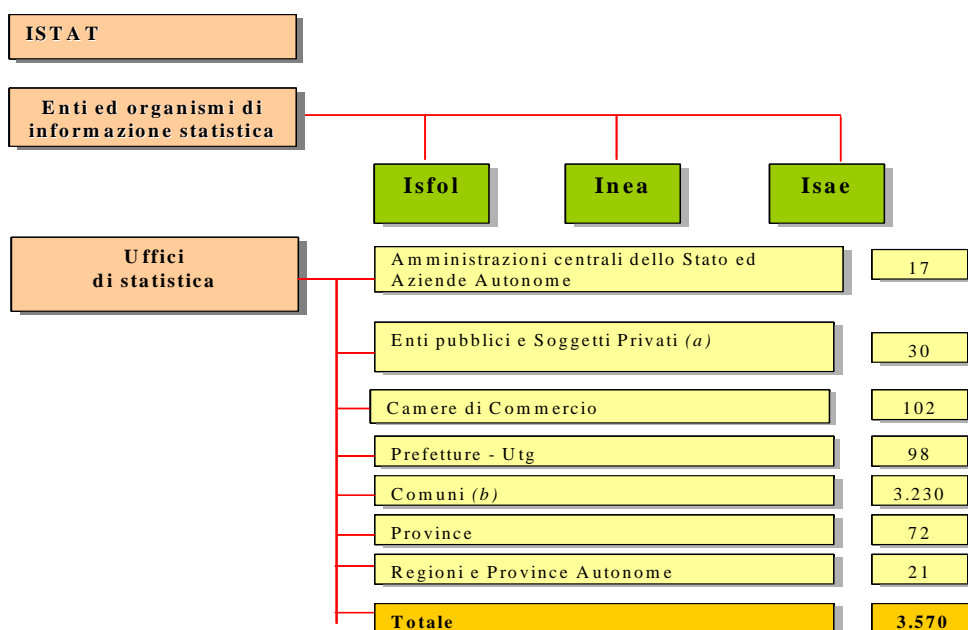 ISTAT
Enti ed organismi di
informazione statistica
Isfol
Inea
Isae
Uffici
di statistica
Amministrazioni centrali dello Stato ed
Aziende Autonome
17
Enti pubblici e Soggetti Privati (a)
30
Camere di Commercio
102
Prefetture - Utg
98
Comuni (b)
3.230
Province
72
Regioni e Province Autonome
21
Totale
3.570